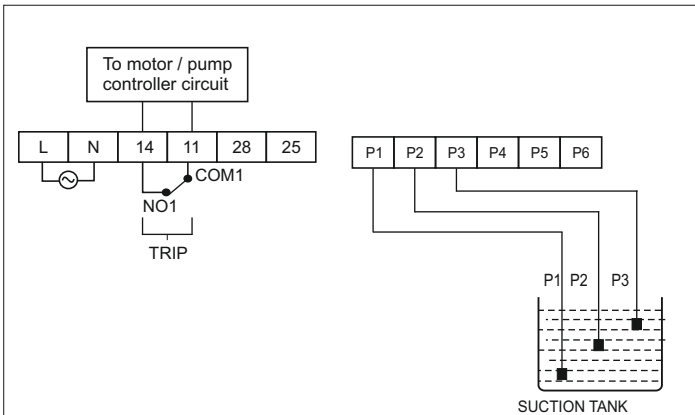 To motor / pump
controller circuit
L N 14 11 28 25
COM1
NO1
TRIP
P1 P2 P3 P4 P5 P6
P1 P2 P3
SUCTION TANK